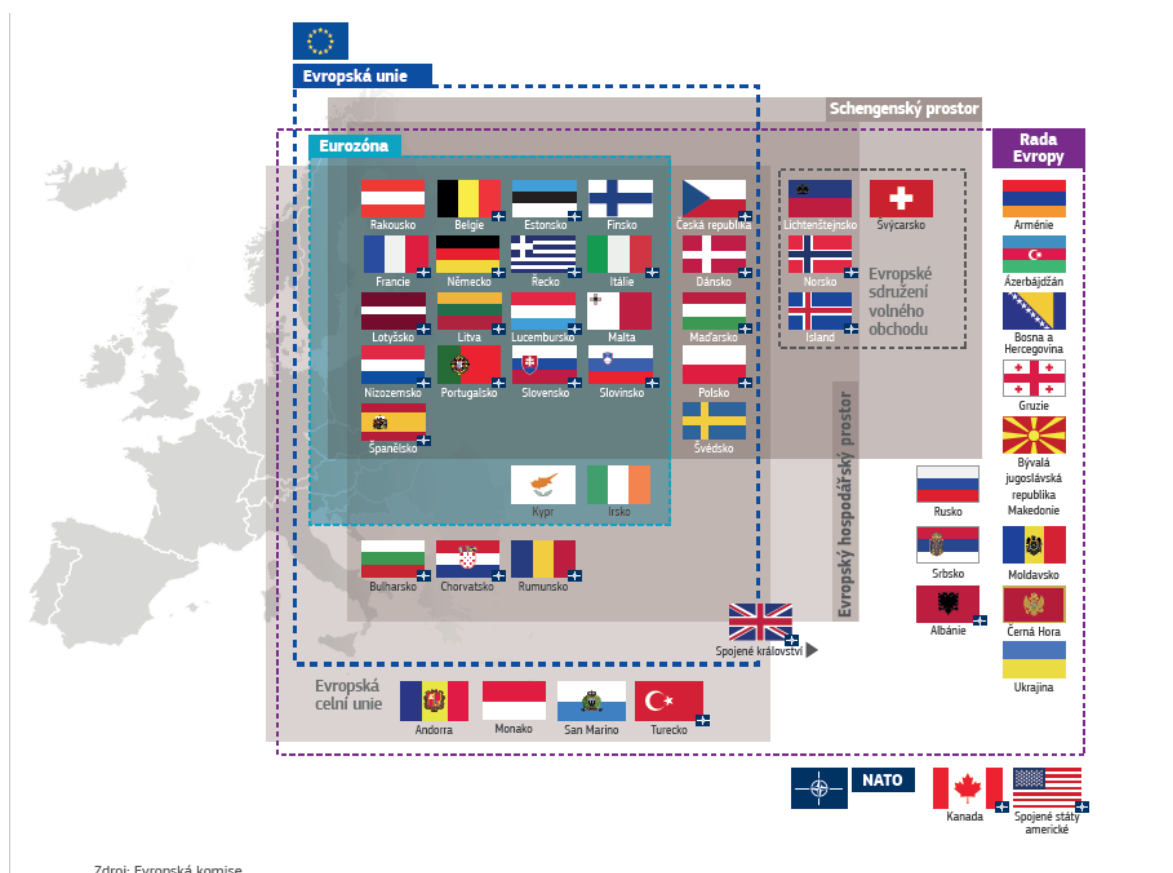 Evropská unie
Schengenský prostor
Rada
Evropy
Eurozóna
Rakousko
Belgie
Estonsko
Finsko
Česká republika
Lichtenštejnsko
Švýcarsko
Arménie
Francie
Německo
Řecko
Itálie
Dánsko
Norsko
Evropské
sdružení
volného
obchodu
Ázerbájdžán
Lotyšsko
Litva
Lucembursko
Malta
Maďarsko
Island
Bosna a
Hercegovina
Nizozemsko
Portugalsko
Slovensko
Slovinsko
Polsko
Gruzie
Španělsko
Švédsko
Evropský hospodářský prostor
Bývalá
jugoslávská
republika
Makedonie
Kypr
Irsko
Rusko
Bulharsko
Chorvatsko
Rumunsko
Srbsko
Moldavsko
Albánie
Černá Hora
Spojené království
Ukrajina
Evropská
celní unie
Andorra
Monako
San Marino
Turecko
NATO
Kanada
Spojené státy
americké
Zdroj: Evropská komise